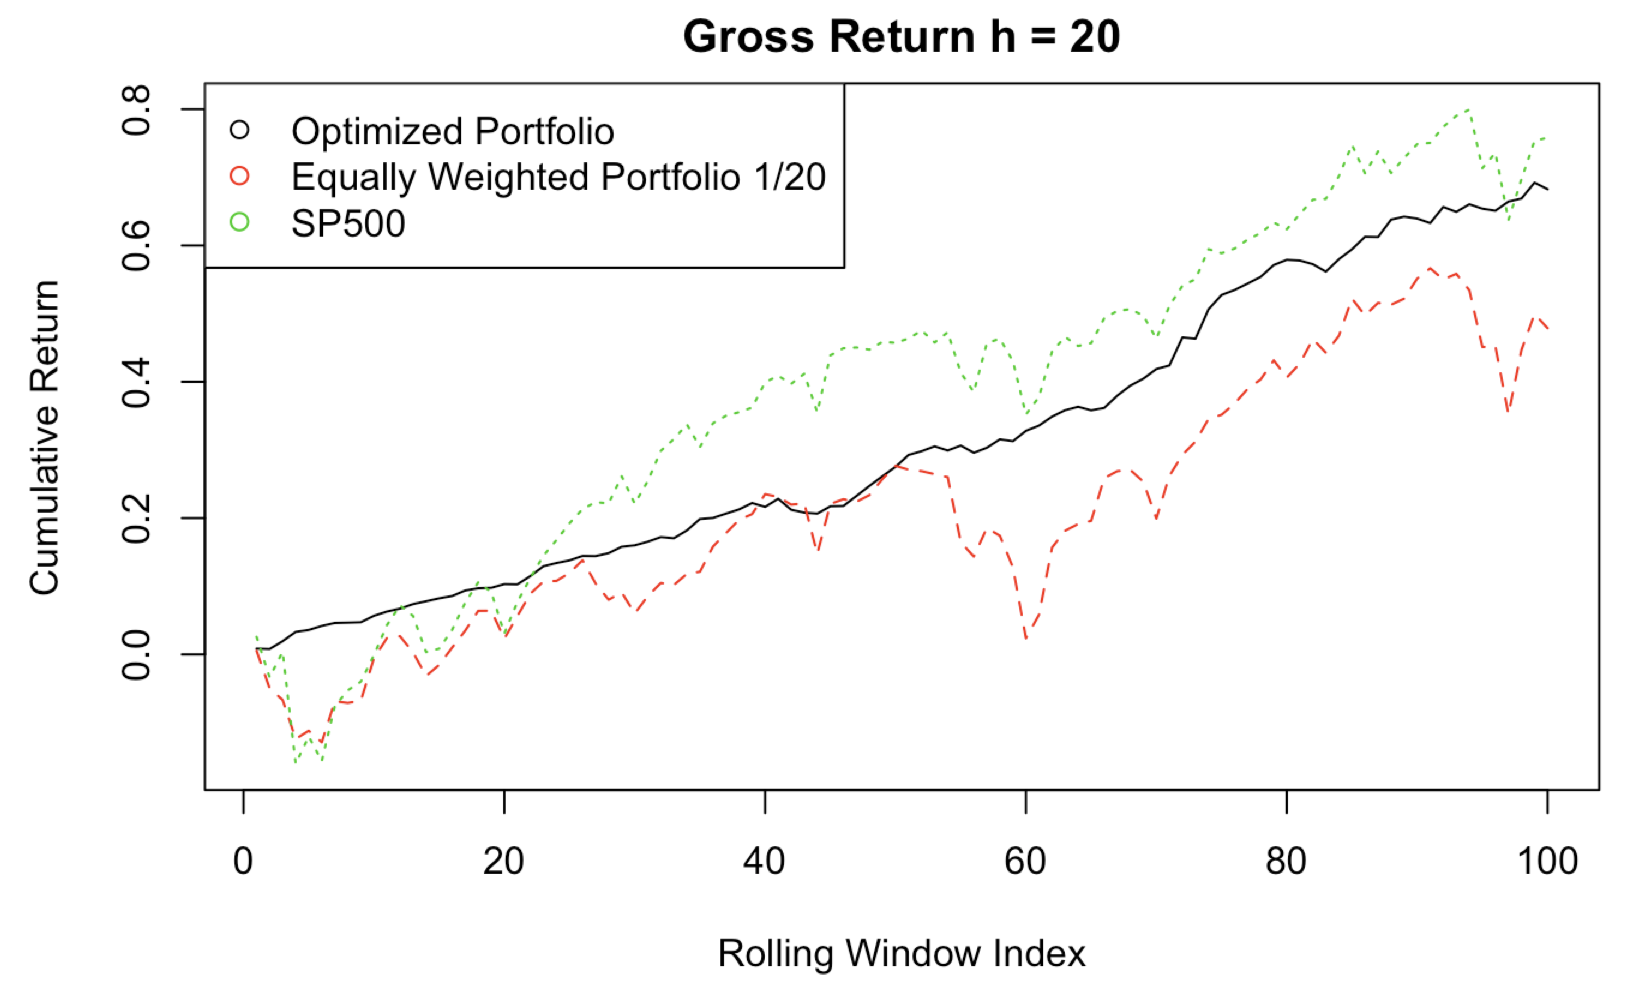 Gross Return h = 20
Optimized Portfolio
Equally Weighted Portfolio 1/20
SP500
Cumulative Return
0.8
0.6
0.4
0.2
0.0
0 20 40 60 80 100
Rolling Window Index